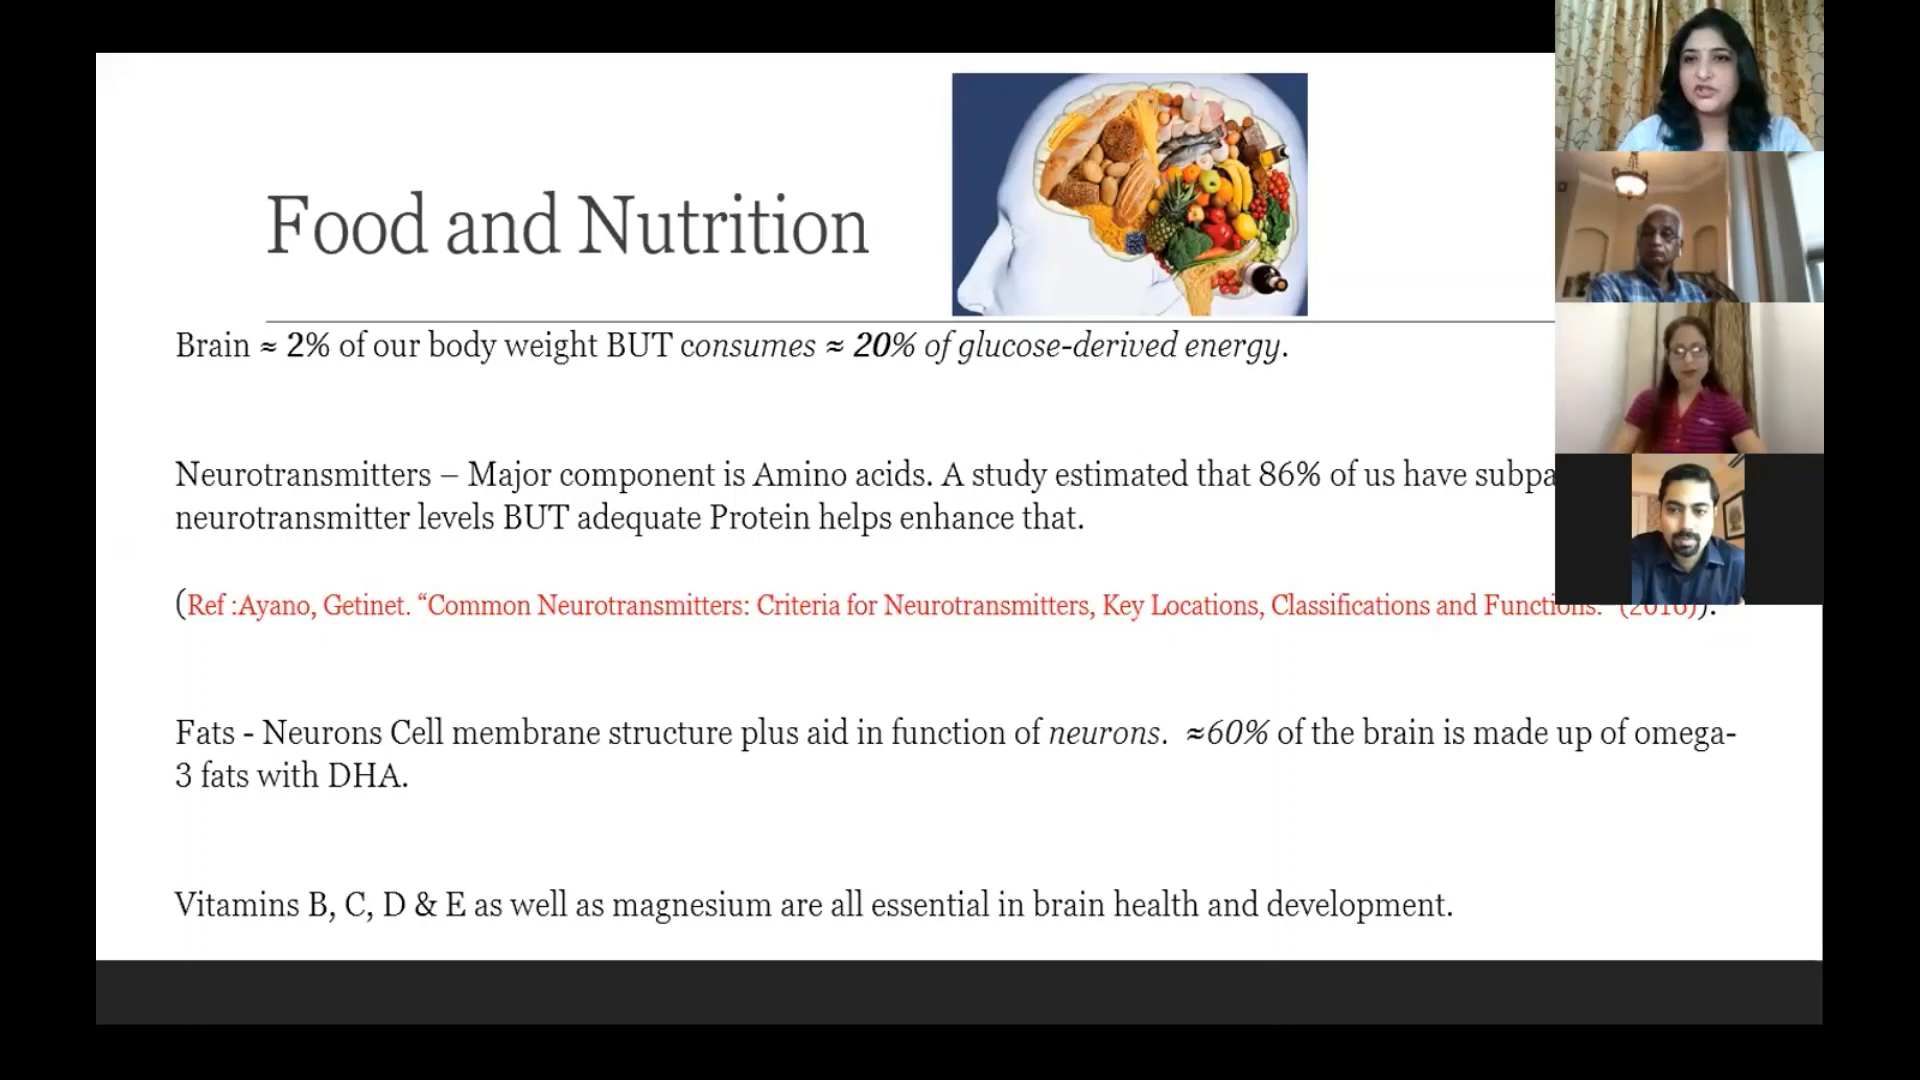 Food and Nutrition
Brain ≈ 2% of our body weight BUT consumes ≈ 20% of glucose-derived energy.
Neurotransmitters – Major component is Amino acids. A study estimated that 86% of us have
neurotransmitter levels BUT adequate Protein helps enhance that.
(Ref :Ayano, Getinet. “Common Neurotransmitters: Criteria for Neurotransmitters, Key Locations, Classifications and Functions.” (2016)).
Fats - Neurons Cell membrane structure plus aid in function of neurons. ≈60% of the brain is made up of omega-
3 fats with DHA.
Vitamins B, C, D & E as well as magnesium are all essential in brain health and development.